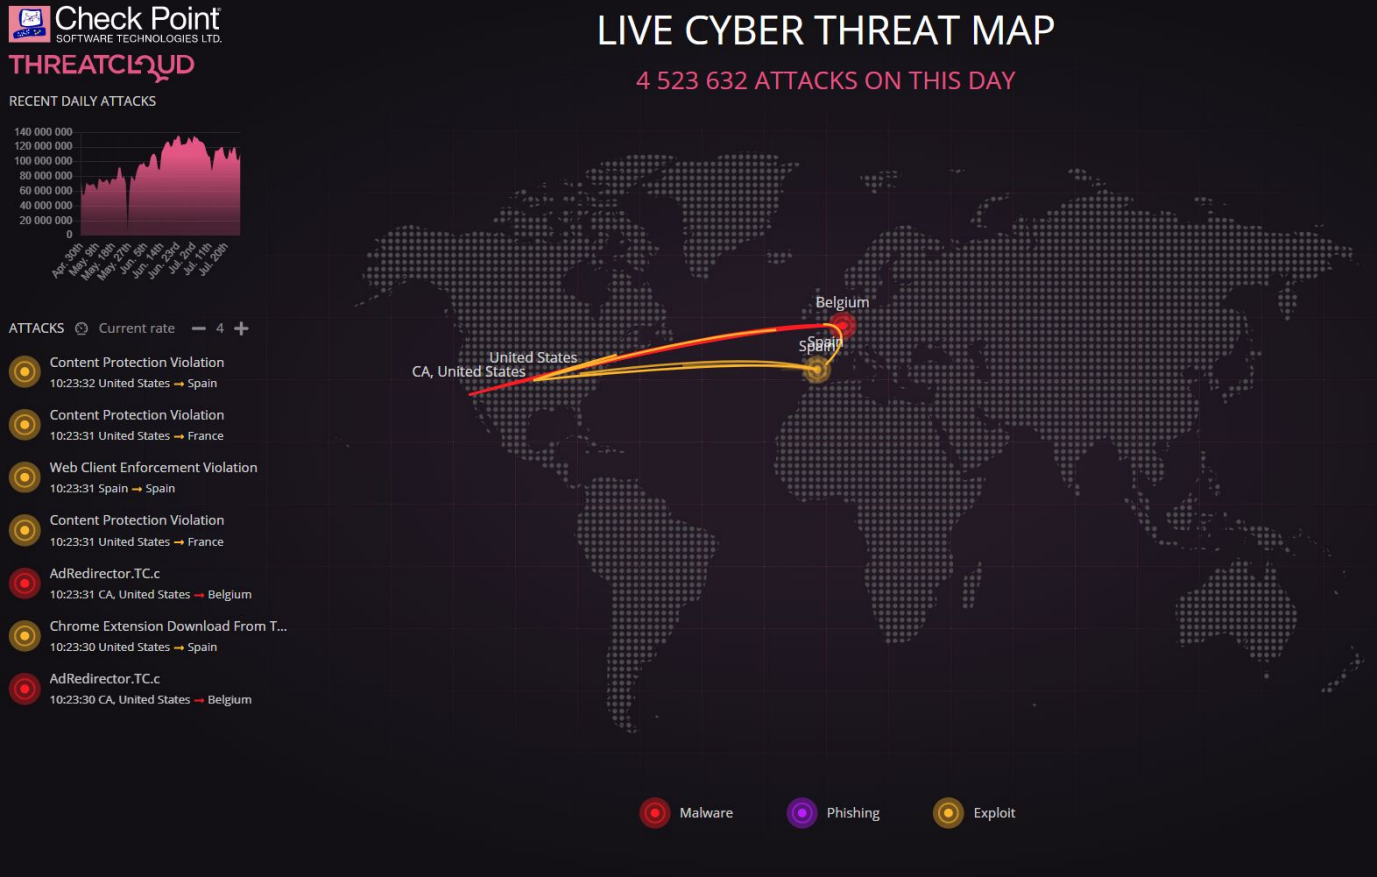 Check Point
SOFTWARE TECHNOLOGIES LTD.
THREATCLOUD
RECENT DAILY ATTACKS
140 000 000
120 000 000
100 000 000
80 000 000
60 000 000
40 000 000
20 000 000
0
Apr. 30th
May. 9th
May. 18th
May. 27th
Jun. 5th
Jun. 14th
Jun. 23rd
Jul. 2nd
Jul. 11th
Jul. 20th
ATTACKS Current rate 4
Content Protection Violation
10:23:32 United States → Spain
Content Protection Violation
10:23:31 United States → France
Web Client Enforcement Violation
10:23:31 Spain → Spain
Content Protection Violation
10:23:31 United States → France
AdRedirector.TC.c
10:23:31 CA, United States → Belgium
Chrome Extension Download From T...
10:23:30 United States → Spain
AdRedirector.TC.c
10:23:30 CA, United States → Belgium
LIVE CYBER THREAT MAP
4 523 632 ATTACKS ON THIS DAY
Belgium
Spain
Spain
United States
CA, United States
Malware
Phishing
Exploit